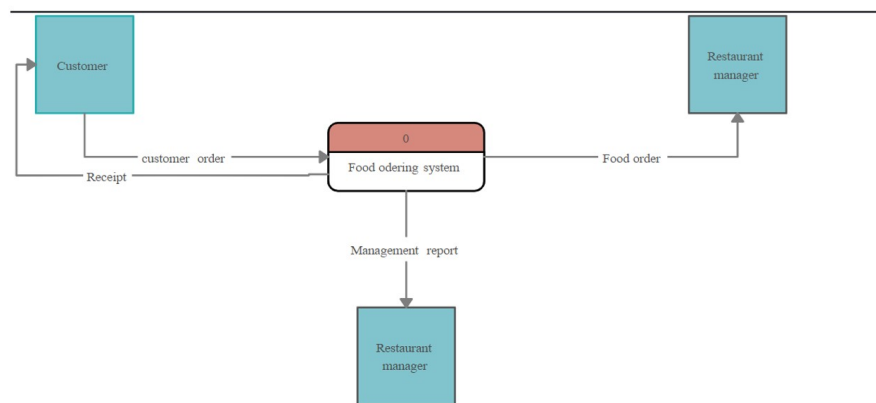 Customer
Restaurant
manager
0
customer order
Food odering system
Food order
Receipt
Management report
Restaurant
manager